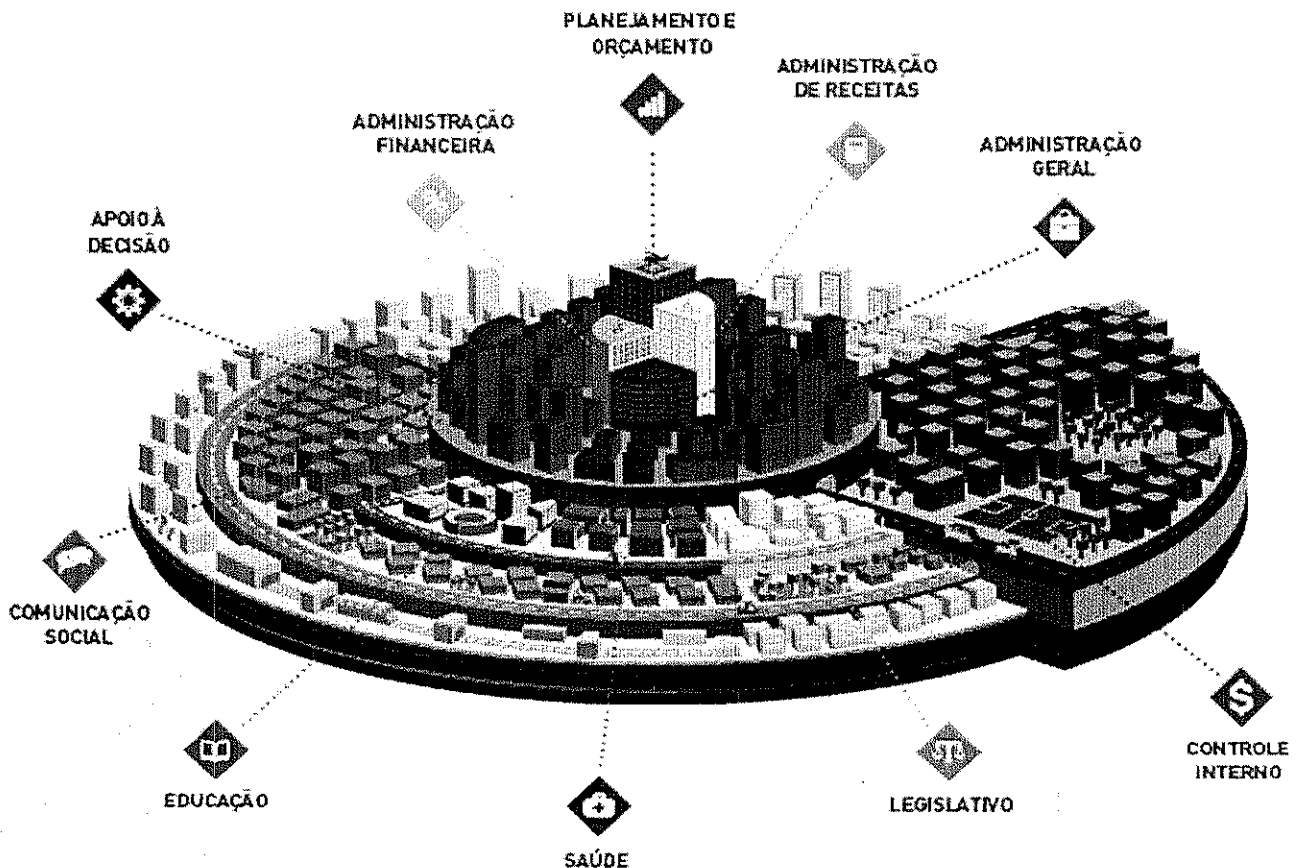 PLANEJAMENTO E
ORÇAMENTO
ADMINISTRAÇÃO
DE RECEITAS
ADMINISTRAÇÃO
FINANCEIRA
ADMINISTRAÇÃO
GERAL
APOIO À
DECISÃO
COMUNICAÇÃO
SOCIAL
CONTROLE
INTERNO
EDUCAÇÃO
LEGISLATIVO
SAÚDE